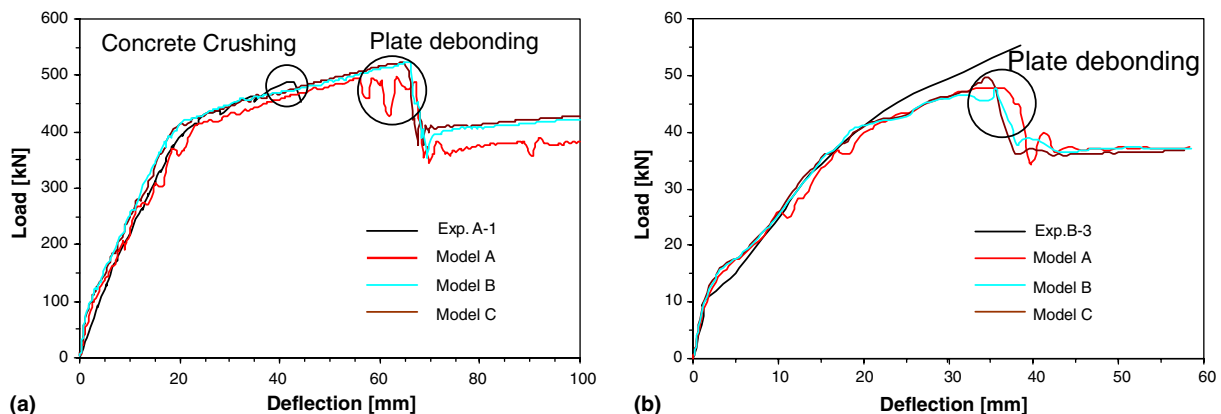 600
500
400
300
200
100
0
Load [kN]
Concrete Crushing
Plate debonding
Exp. A-1
Model A
Model B
Model C
0 20 40 60 80 100
Deflection [mm]
(a)
60
50
40
30
20
10
0
Load [kN]
Plate debonding
Exp.B-3
Model A
Model B
Model C
0 10 20 30 40 50 60
Deflection [mm]
(b)